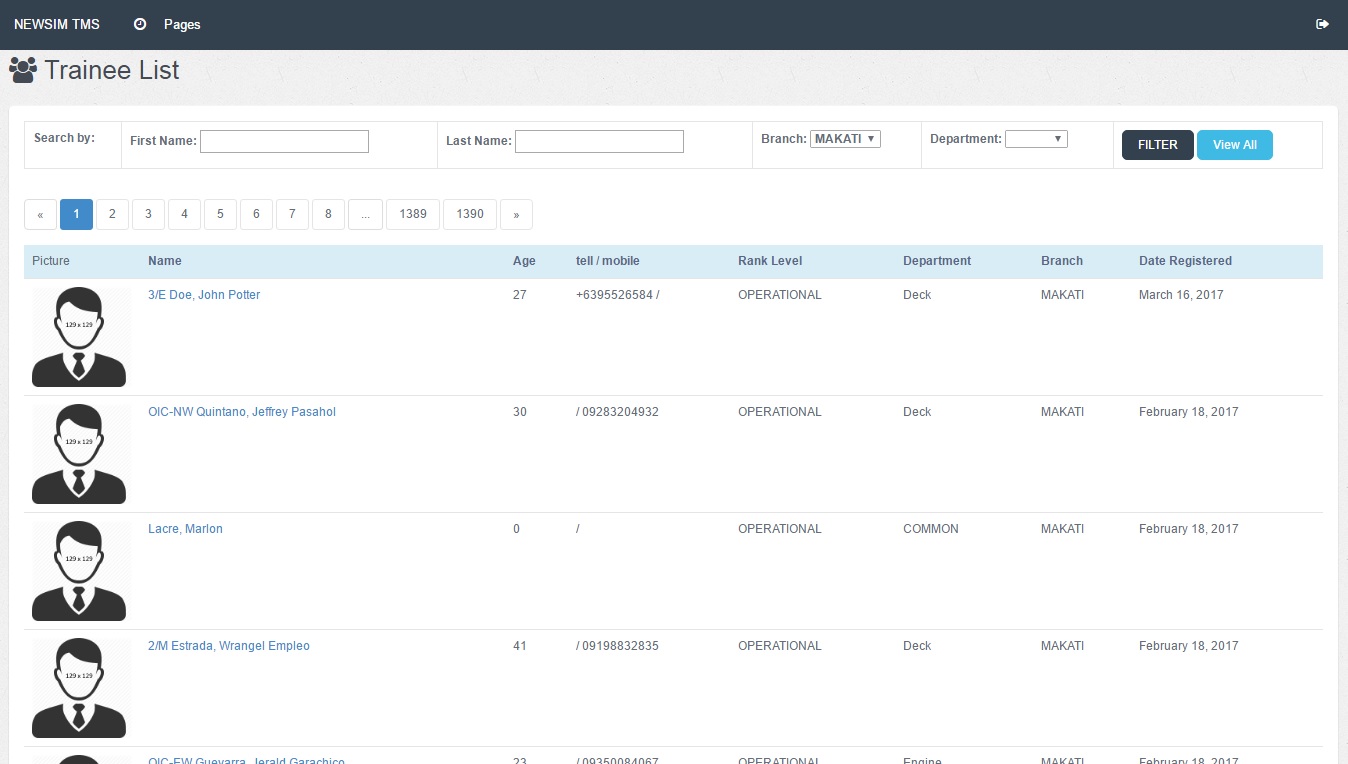 NEWSIM TMS Pages
Trainee List
Search by: First Name: Last Name: Branch: MAKATI Department: FILTER View All
« 1 2 3 4 5 6 7 8 ... 1389 1390 »
Picture Name Age tell / mobile Rank Level Department Branch Date Registered
129 x 129 3/E Doe, John Potter 27 +6395526584 / OPERATIONAL Deck MAKATI March 16, 2017
129 x 129 OIC-NW Quintano, Jeffrey Pasahol 30 / 09283204932 OPERATIONAL Deck MAKATI February 18, 2017
129 x 129 Lacre, Marlon 0 / OPERATIONAL COMMON MAKATI February 18, 2017
129 x 129 2/M Estrada, Wrangel Empleo 41 / 09198832835 OPERATIONAL Deck MAKATI February 18, 2017
OIC-EW Guevarra, Jerald Garachico 23 / 09350084067 OPERATIONAL Engine MAKATI February 18, 2017